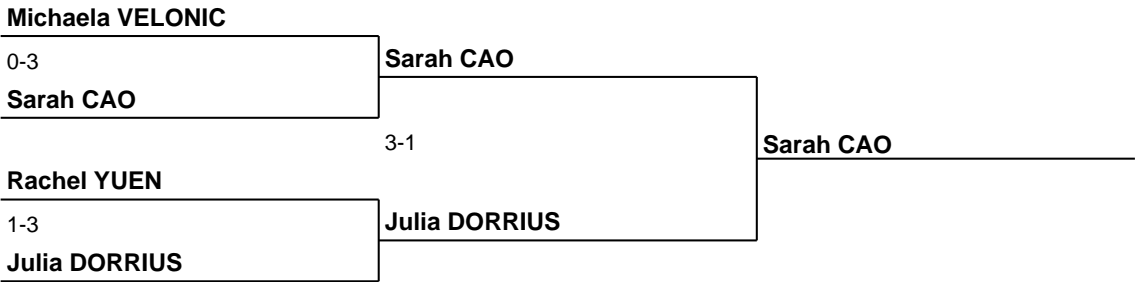 Michaela VELONIC
0-3
Sarah CAO
Sarah CAO
3-1
Sarah CAO
Rachel YUEN
1-3
Julia DORRIUS
Julia DORRIUS